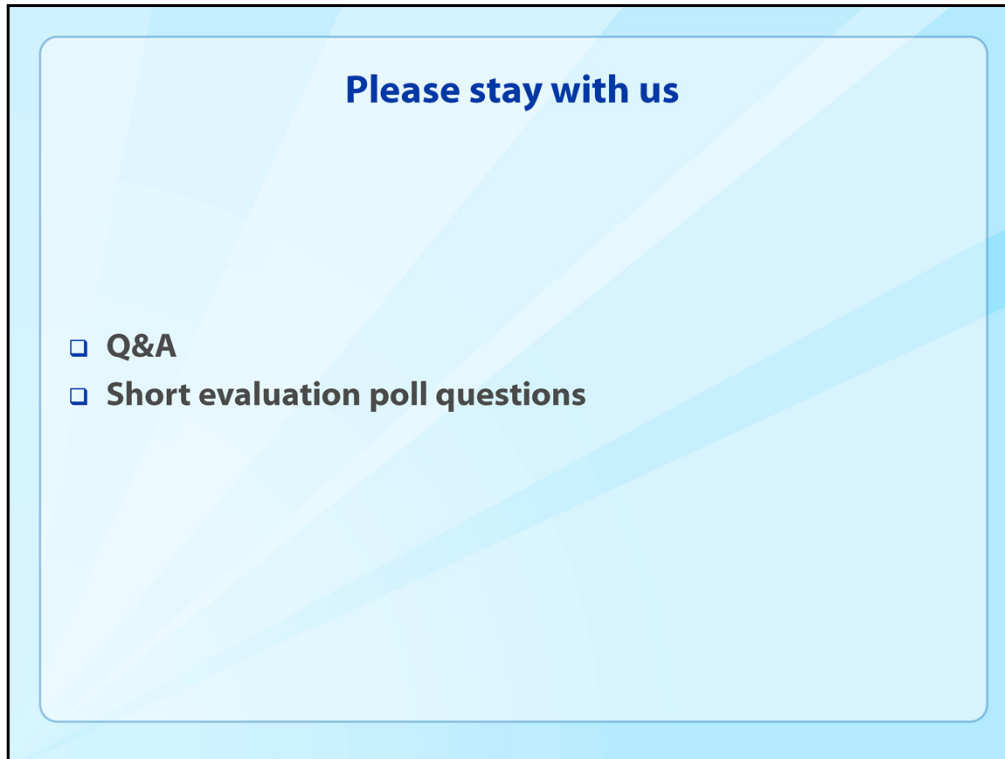 Please stay with us
❑ Q&A
❑ Short evaluation poll questions